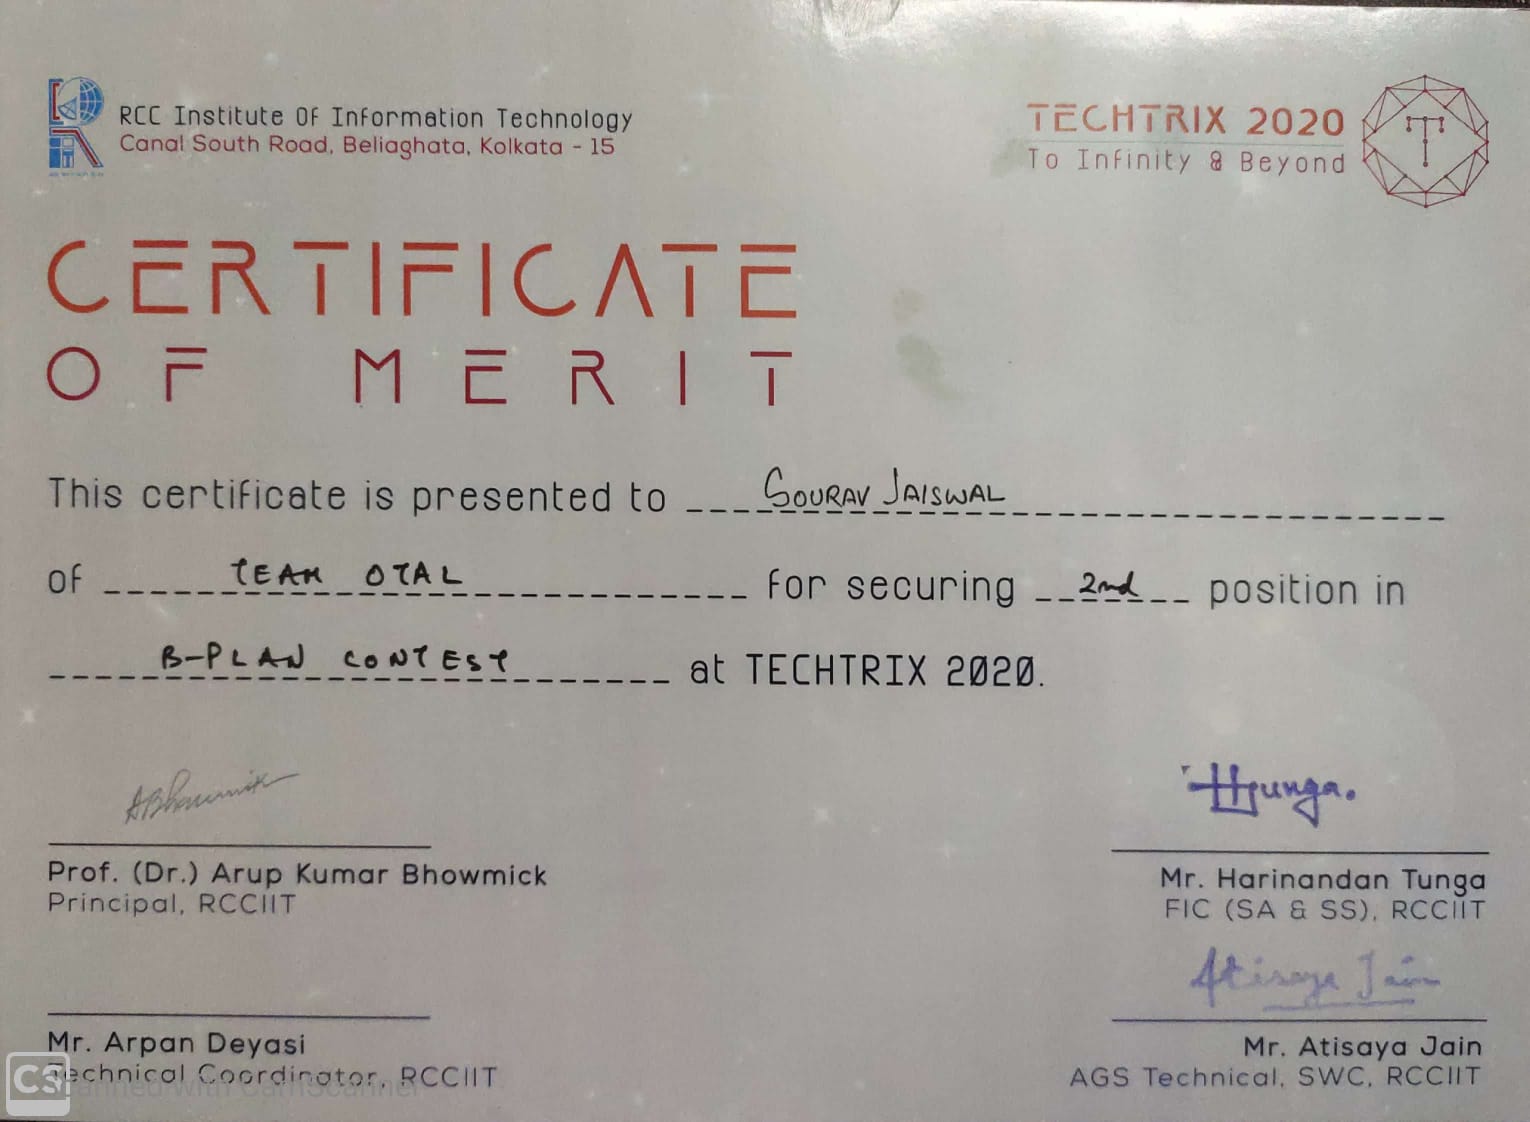 RCC Institute Of Information Technology
Canal South Road, Beliaghata, Kolkata - 15
TECHTRIX 2020
To Infinity & Beyond
T
CERTIFICATE
OF MERIT
This certificate is presented to SOURAV JAISWAL
of TEAM OTAL for securing 2nd position in
B-PLAN CONTEST at TECHTRIX 2020.
ABhowmik
Prof. (Dr.) Arup Kumar Bhowmick
Principal, RCCIIT
HTunga.
Mr. Harinandan Tunga
FIC (SA & SS), RCCIIT
Atisaya Jain
Mr. Arpan Deyasi
Technical Coordinator, RCCIIT
Mr. Atisaya Jain
AGS Technical, SWC, RCCIIT
CS Scanned with CamScanner